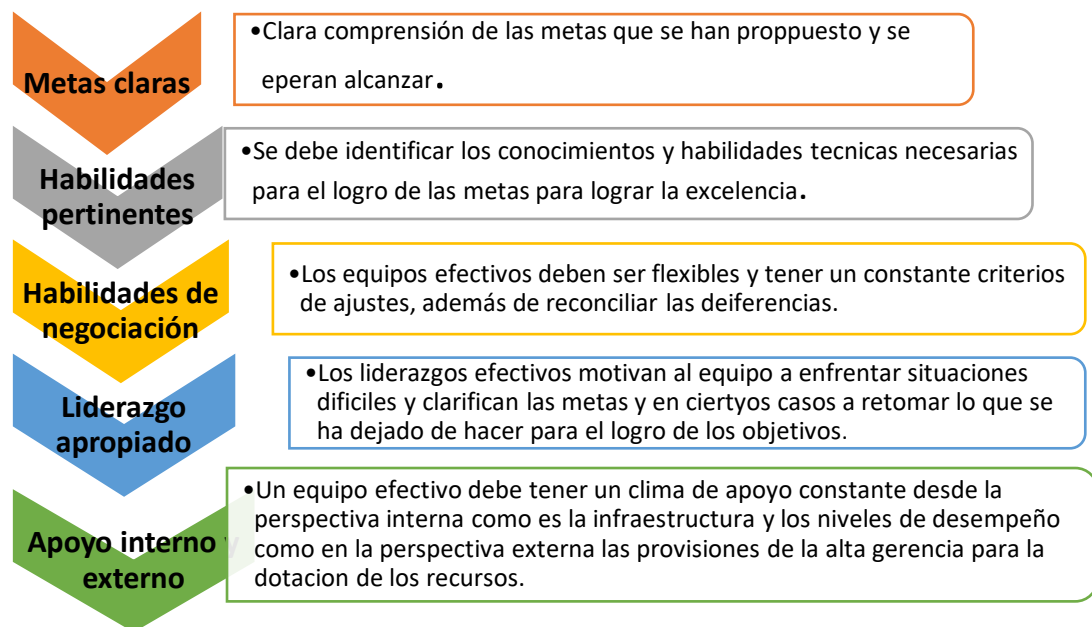 Metas claras
•Clara comprensión de las metas que se han proppuesto y se
eperan alcanzar.
Habilidades
pertinentes
•Se debe identificar los conocimientos y habilidades tecnicas necesarias
para el logro de las metas para lograr la excelencia.
Habilidades de
negociación
•Los equipos efectivos deben ser flexibles y tener un constante criterios
de ajustes, además de reconciliar las deiferencias.
Liderazgo
apropiado
•Los liderazgos efectivos motivan al equipo a enfrentar situaciones
dificiles y clarifican las metas y en ciertyos casos a retomar lo que se
ha dejado de hacer para el logro de los objetivos.
Apoyo interno y
externo
•Un equipo efectivo debe tener un clima de apoyo constante desde la
perspectiva interna como es la infraestructura y los niveles de desempeño
como en la perspectiva externa las provisiones de la alta gerencia para la
dotacion de los recursos.